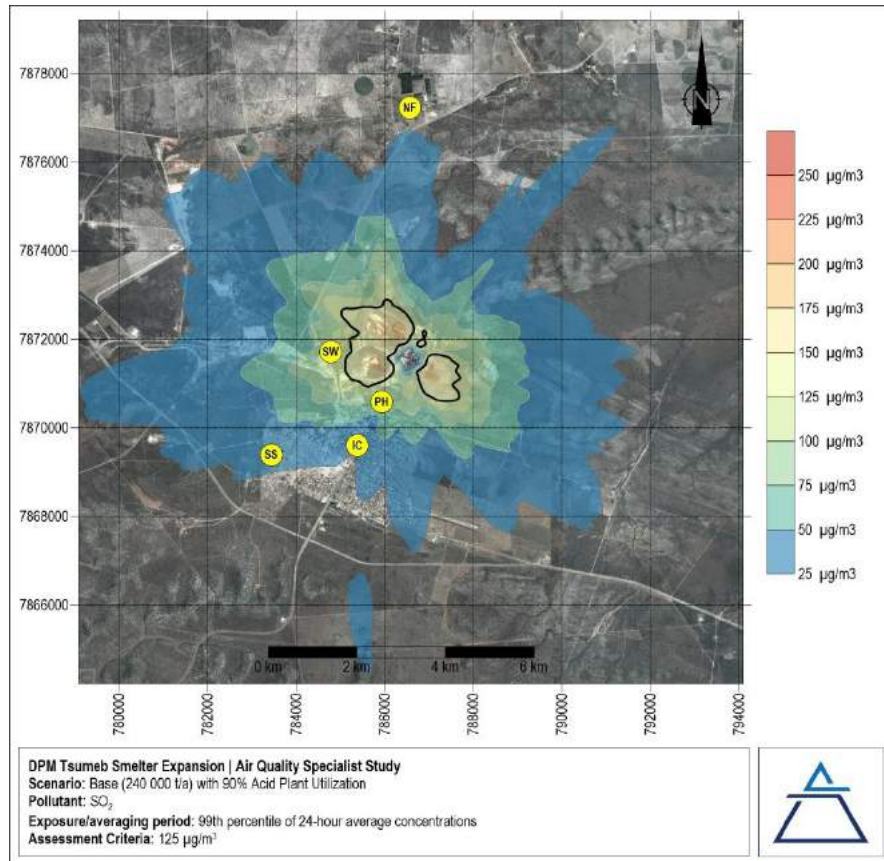 7878000
7876000
7874000
7872000
7870000
7868000
7866000
NF
N
SW
PH
SS
IC
250 µg/m3
225 µg/m3
200 µg/m3
175 µg/m3
150 µg/m3
125 µg/m3
100 µg/m3
75 µg/m3
50 µg/m3
25 µg/m3
0 km 2 km 4 km 6 km
780000 782000 784000 786000 788000 790000 792000 794000
DPM Tsumeb Smelter Expansion | Air Quality Specialist Study
Scenario: Base (240 000 t/a) with 90% Acid Plant Utilization
Pollutant: SO₂
Exposure/averaging period: 99th percentile of 24-hour average concentrations
Assessment Criteria: 125 µg/m³